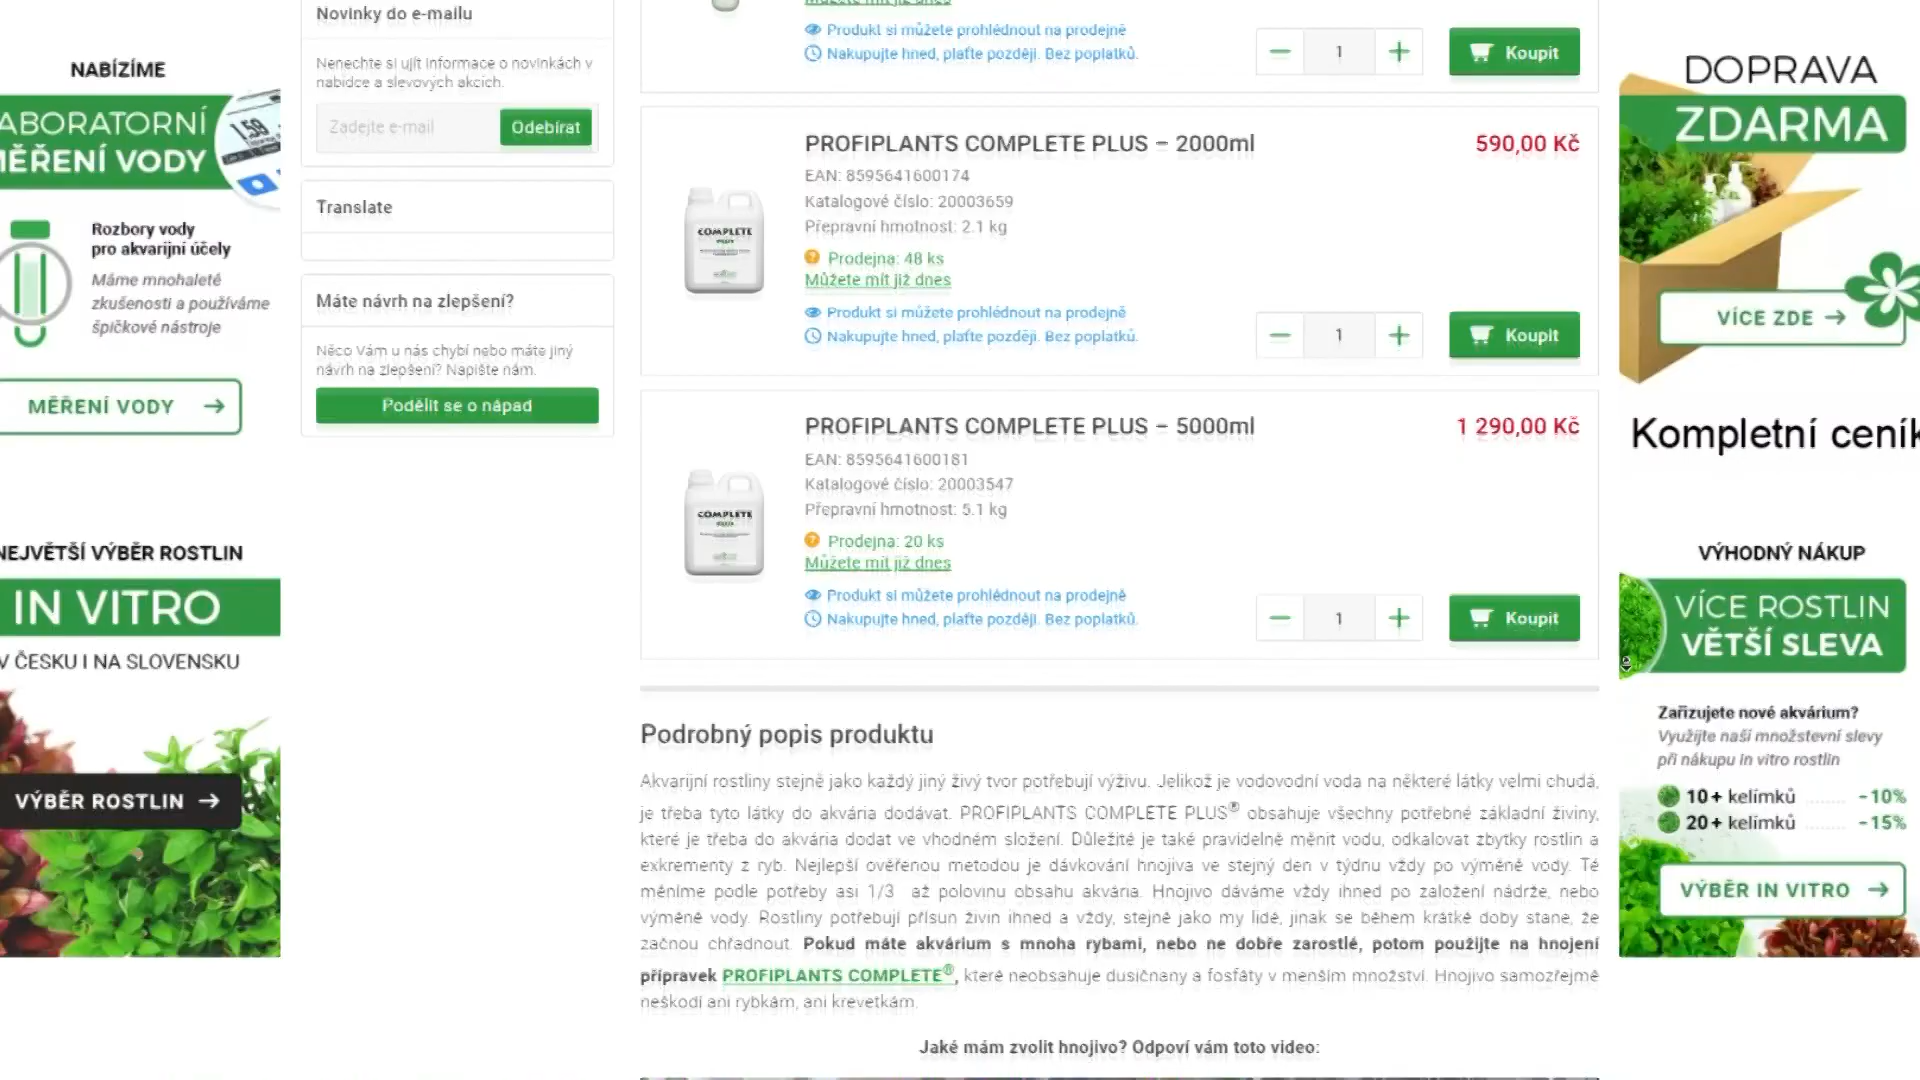 NABÍZÍME
ABORATORNÍ
MĚŘENÍ VODY
Rozbory vody
pro akvarijní účely
Máme mnohaleté
zkušenosti a používáme
špičkové nástroje
MĚŘENÍ VODY →
NEJVĚTŠÍ VÝBĚR ROSTLIN
IN VITRO
V ČESKU I NA SLOVENSKU
VÝBĚR ROSTLIN →
Novinky do e-mailu
Nenechte si ujít informace o novinkách v
nabídce a slevových akcích.
Zadejte e-mail
Odebírat
Translate
Máte návrh na zlepšení?
Něco Vám u nás chybí nebo máte jiný
návrh na zlepšení? Napište nám.
Podělit se o nápad
Můžete mít již dnes
Produkt si můžete prohlédnout na prodejně
Nakupujte hned, plaťte později. Bez poplatků.
1
Koupit
PROFIPLANTS COMPLETE PLUS – 2000ml
590,00 Kč
EAN: 8595641600174
Katalogové číslo: 20003659
Přepravní hmotnost: 2.1 kg
COMPLETE
Prodejna: 48 ks
Můžete mít již dnes
Produkt si můžete prohlédnout na prodejně
Nakupujte hned, plaťte později. Bez poplatků.
1
Koupit
PROFIPLANTS COMPLETE PLUS – 5000ml
1 290,00 Kč
EAN: 8595641600181
Katalogové číslo: 20003547
Přepravní hmotnost: 5.1 kg
COMPLETE
Prodejna: 20 ks
Můžete mít již dnes
Produkt si můžete prohlédnout na prodejně
Nakupujte hned, plaťte později. Bez poplatků.
1
Koupit
Podrobný popis produktu
Akvarijní rostliny stejně jako každý jiný živý tvor potřebují výživu. Jelikož je vodovodní voda na některé látky velmi chudá,
je třeba tyto látky do akvária dodávat. PROFIPLANTS COMPLETE PLUS® obsahuje všechny potřebné základní živiny,
které je třeba do akvária dodat ve vhodném složení. Důležité je také pravidelně měnit vodu, odkalovat zbytky rostlin a
exkrementy z ryb. Nejlepší ověřenou metodou je dávkování hnojiva ve stejný den v týdnu vždy po výměně vody. Té
měníme podle potřeby asi 1/3 až polovinu obsahu akvária. Hnojivo dáváme vždy ihned po založení nádrže, nebo
výměně vody. Rostliny potřebují přísun živin ihned a vždy, stejně jako my lidé, jinak se během krátké doby stane, že
začnou chřadnout. Pokud máte akvárium s mnoha rybami, nebo ne dobře zarostlé, potom použijte na hnojení
přípravek PROFIPLANTS COMPLETE®, které neobsahuje dusičnany a fosfáty v menším množství. Hnojivo samozřejmě
neškodí ani rybkám, ani krevetkám.
Jaké mám zvolit hnojivo? Odpoví vám toto video:
DOPRAVA
ZDARMA
VÍCE ZDE →
Kompletní ceník
VÝHODNÝ NÁKUP
VÍCE ROSTLIN
VĚTŠÍ SLEVA
Zařizujete nové akvárium?
Využijte naší množstevní slevy
při nákupu in vitro rostlin
10+ kelímků ........ -10%
20+ kelímků ........ -15%
VÝBĚR IN VITRO →